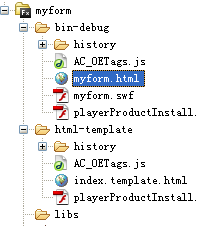 myform
bin-debug
history
AC_OETags.js
myform.html
myform.swf
playerProductInstall.
html-template
history
AC_OETags.js
index.template.html
playerProductInstall.
libs